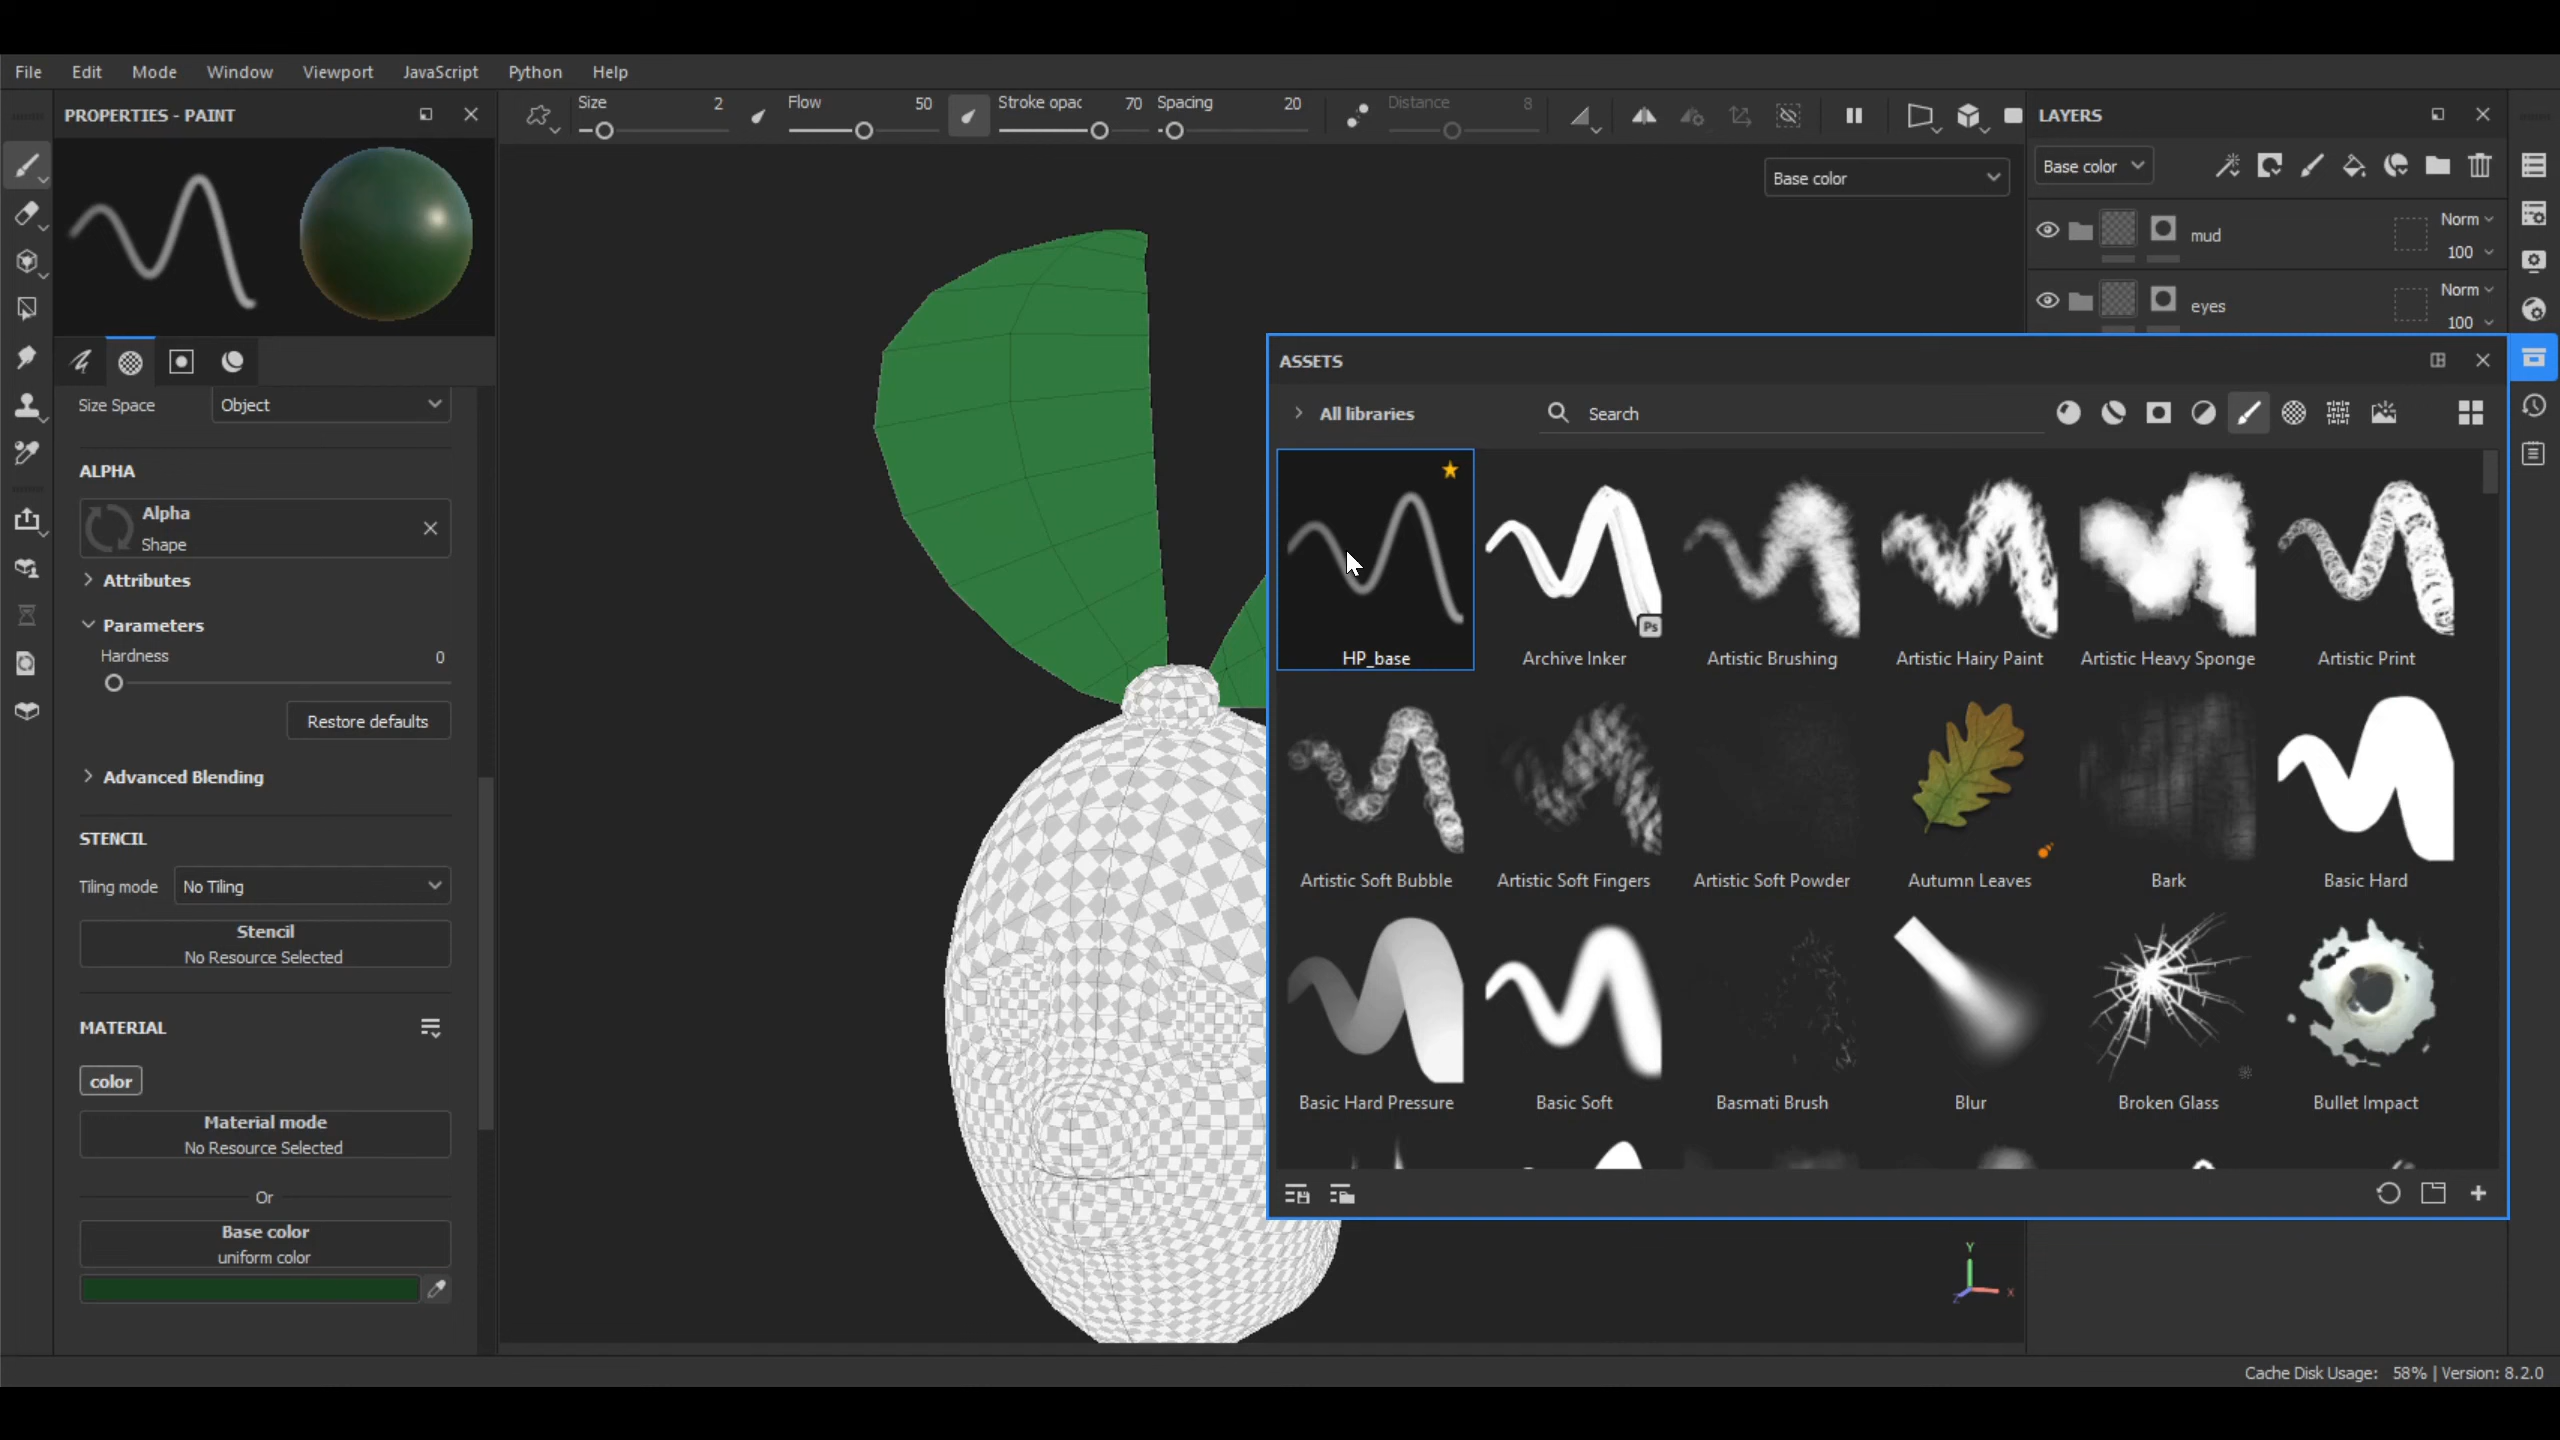 File Edit Mode Window Viewport JavaScript Python Help
PROPERTIES - PAINT
Size 2 Flow 50 Stroke opac 70 Spacing 20 Distance 8
LAYERS
Base color
Base color
mud Norm
100
eyes Norm
100
Size Space Object
ALPHA
Alpha
Shape
Attributes
Parameters
Hardness 0
Restore defaults
Advanced Blending
STENCIL
Tiling mode No Tiling
Stencil
No Resource Selected
MATERIAL
color
Material mode
No Resource Selected
Or
Base color
uniform color
ASSETS
All libraries Search
Ps
HP_base Archive Inker Artistic Brushing Artistic Hairy Paint Artistic Heavy Sponge Artistic Print
Artistic Soft Bubble Artistic Soft Fingers Artistic Soft Powder Autumn Leaves Bark Basic Hard
Basic Hard Pressure Basic Soft Basmati Brush Blur Broken Glass Bullet Impact
Y
X
Z
Cache Disk Usage: 58% | Version: 8.2.0